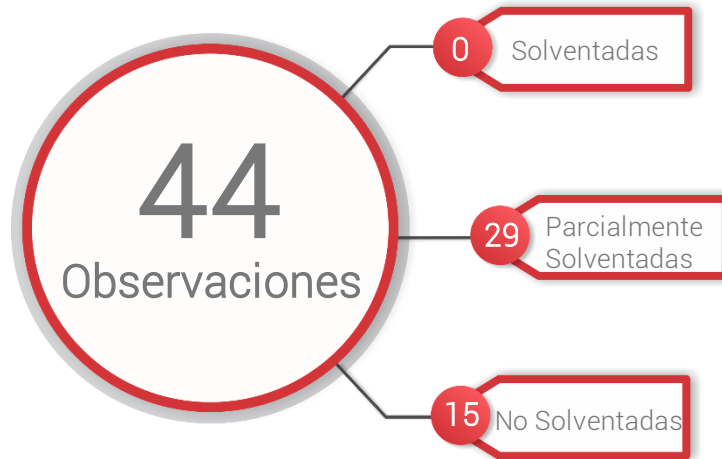 44
Observaciones
0
Solventadas
29
Parcialmente
Solventadas
15
No Solventadas